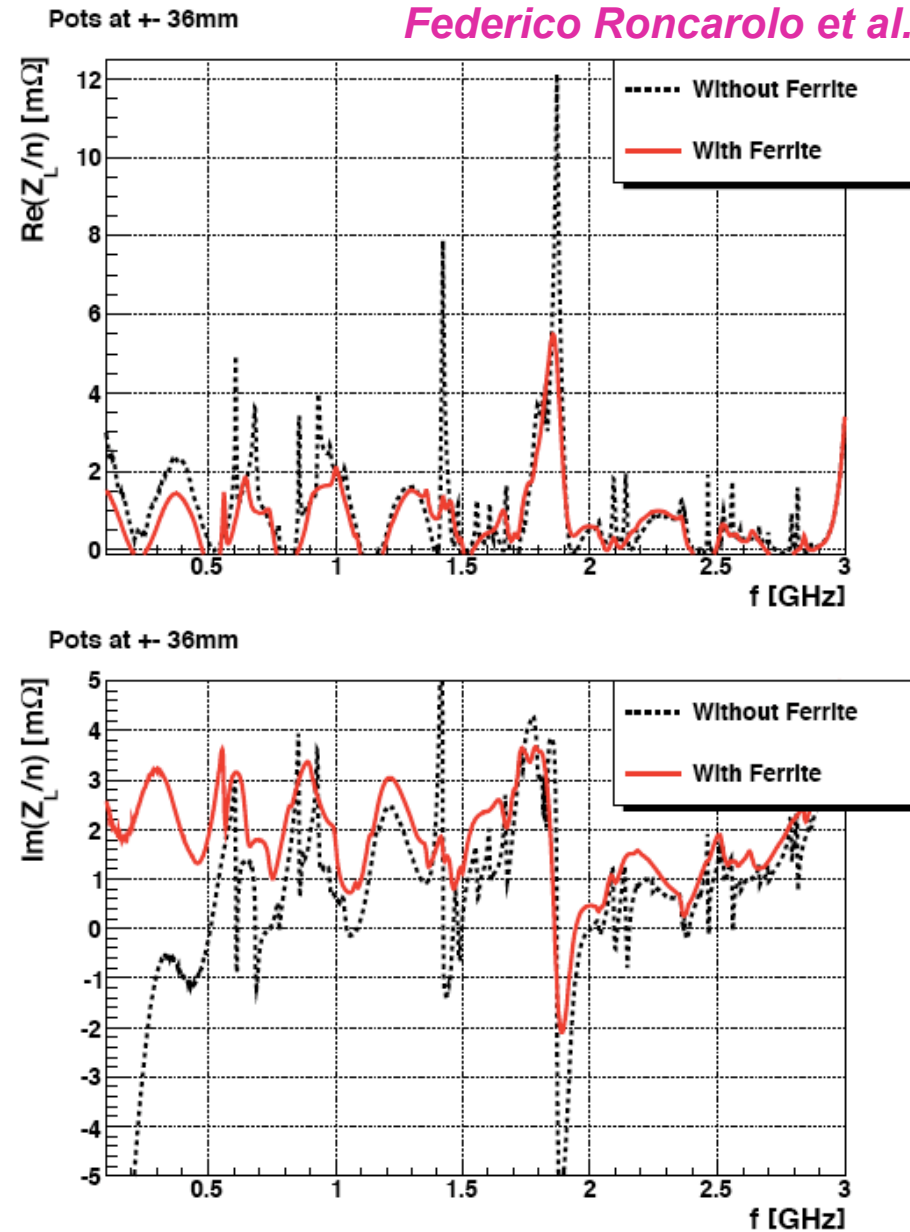 Pots at +- 36mm
Federico Roncarolo et al.
Re(Z_L/n) [mΩ]
12
10
8
6
4
2
0
Without Ferrite
With Ferrite
0.5 1 1.5 2 2.5 3
f [GHz]
Pots at +- 36mm
Im(Z_L/n) [mΩ]
5
4
3
2
1
0
-1
-2
-3
-4
-5
Without Ferrite
With Ferrite
0.5 1 1.5 2 2.5 3
f [GHz]